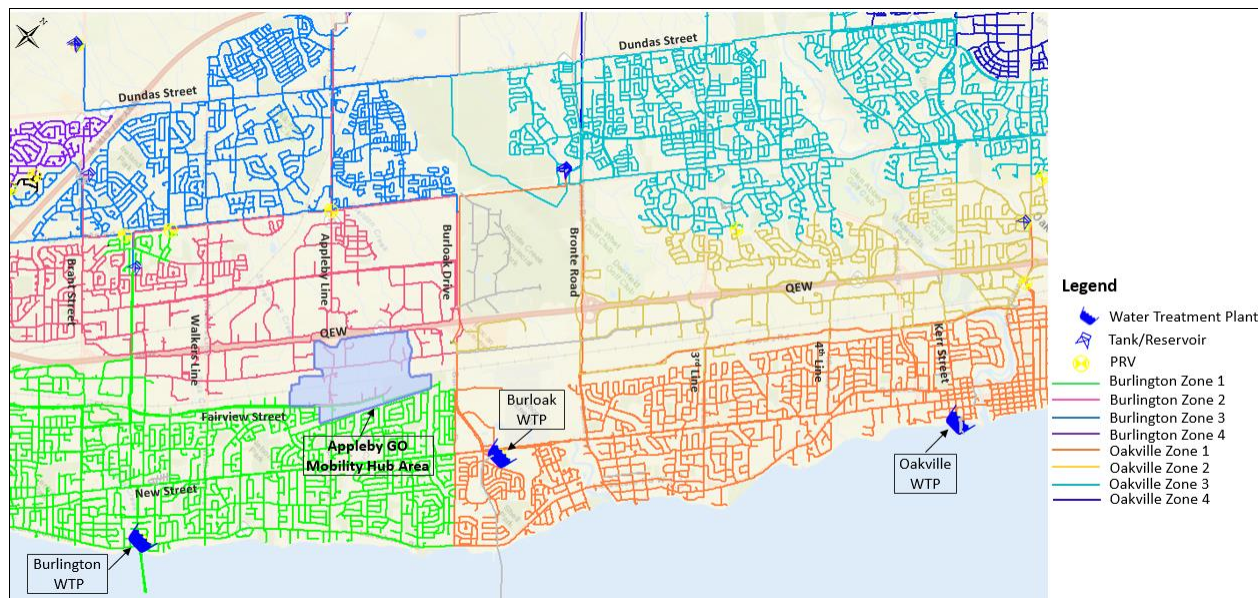 N
Dundas Street
Dundas Street
Brant Street
Walkers Line
Appleby Line
Burloak Drive
Bronte Road
QEW
QEW
3rd Line
4th Line
Kerr Street
Fairview Street
New Street
Appleby GO
Mobility Hub Area
Burloak
WTP
Oakville
WTP
Burlington
WTP
Legend
Water Treatment Plant
Tank/Reservoir
PRV
Burlington Zone 1
Burlington Zone 2
Burlington Zone 3
Burlington Zone 4
Oakville Zone 1
Oakville Zone 2
Oakville Zone 3
Oakville Zone 4